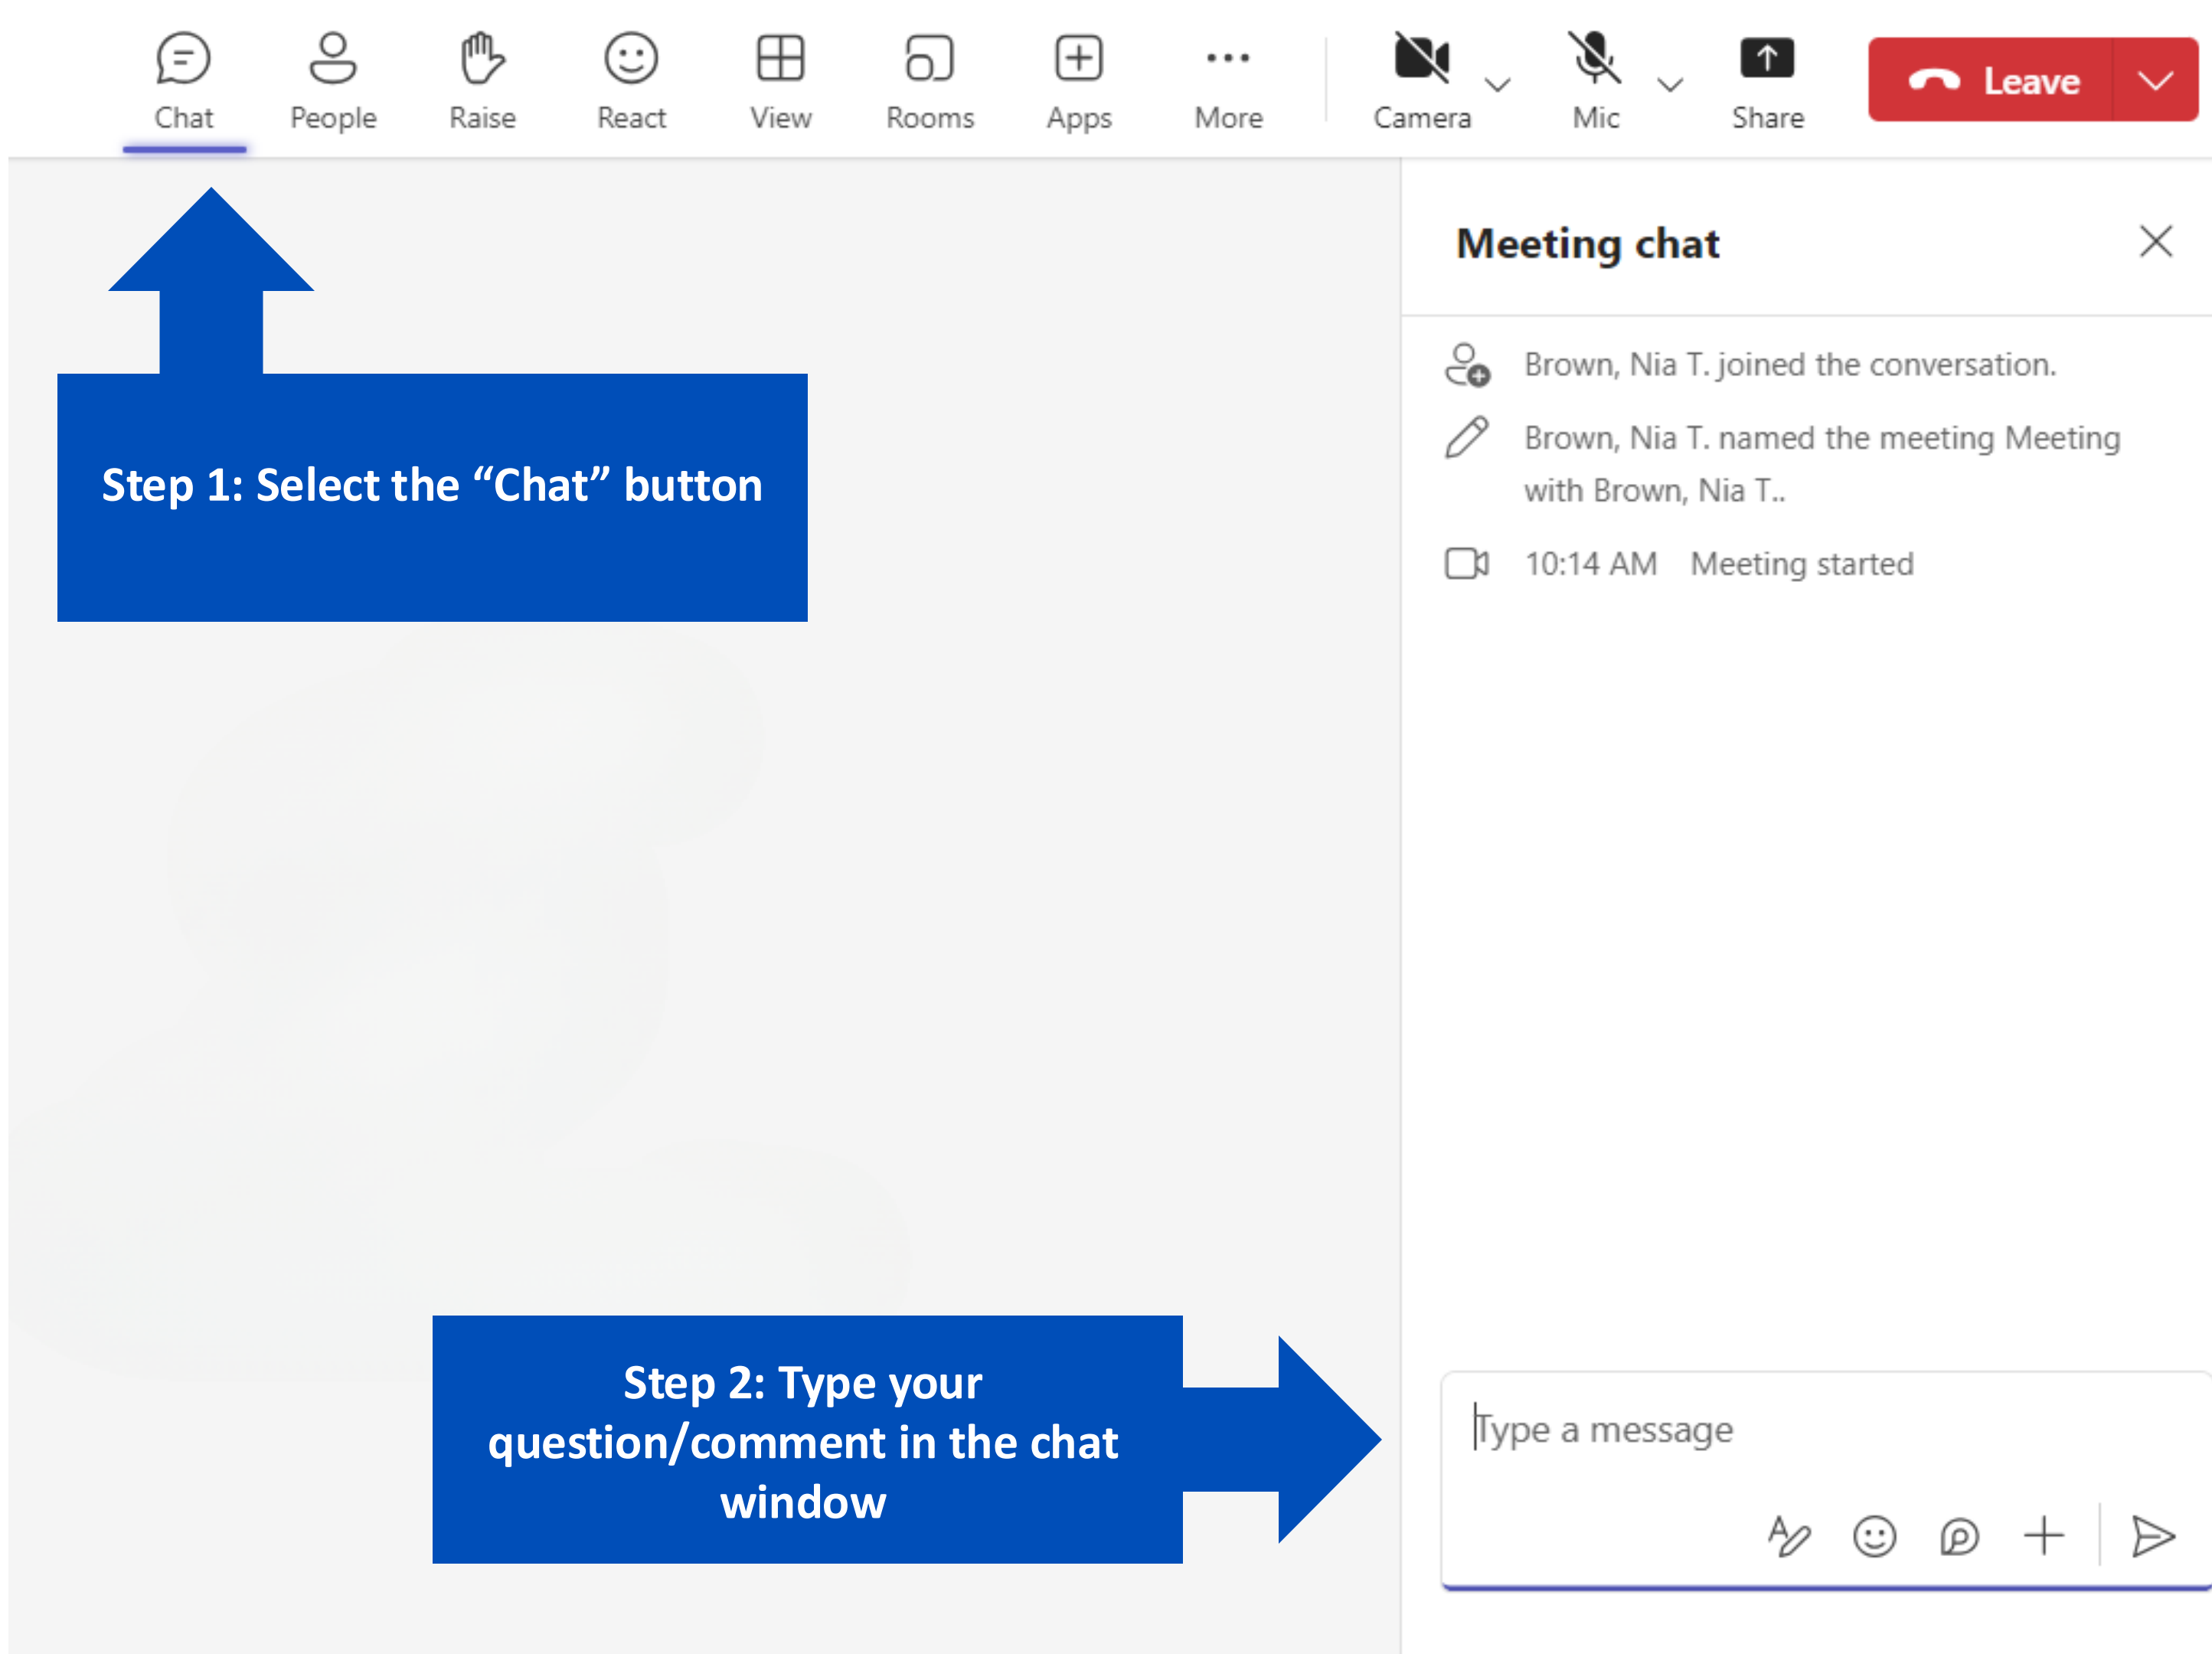 Chat People Raise React View Rooms Apps More Camera Mic Share Leave
Step 1: Select the “Chat” button
Meeting chat
Brown, Nia T. joined the conversation.
Brown, Nia T. named the meeting Meeting
with Brown, Nia T..
10:14 AM Meeting started
Step 2: Type your
question/comment in the chat
window
Type a message